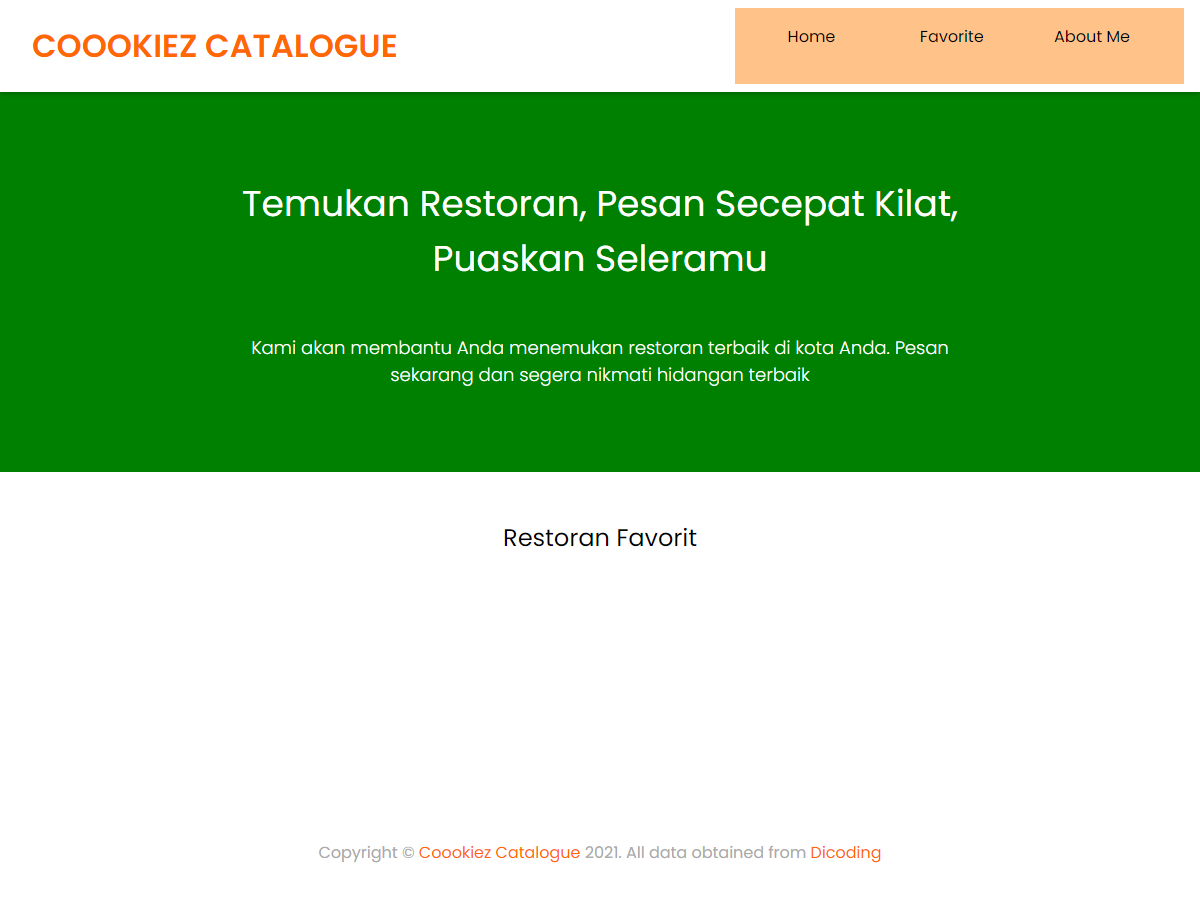 COOOKIEZ CATALOGUE
Home
Favorite
About Me
Temukan Restoran, Pesan Secepat Kilat,
Puaskan Seleramu
Kami akan membantu Anda menemukan restoran terbaik di kota Anda. Pesan
sekarang dan segera nikmati hidangan terbaik
Restoran Favorit
Copyright © Coookiez Catalogue 2021. All data obtained from Dicoding